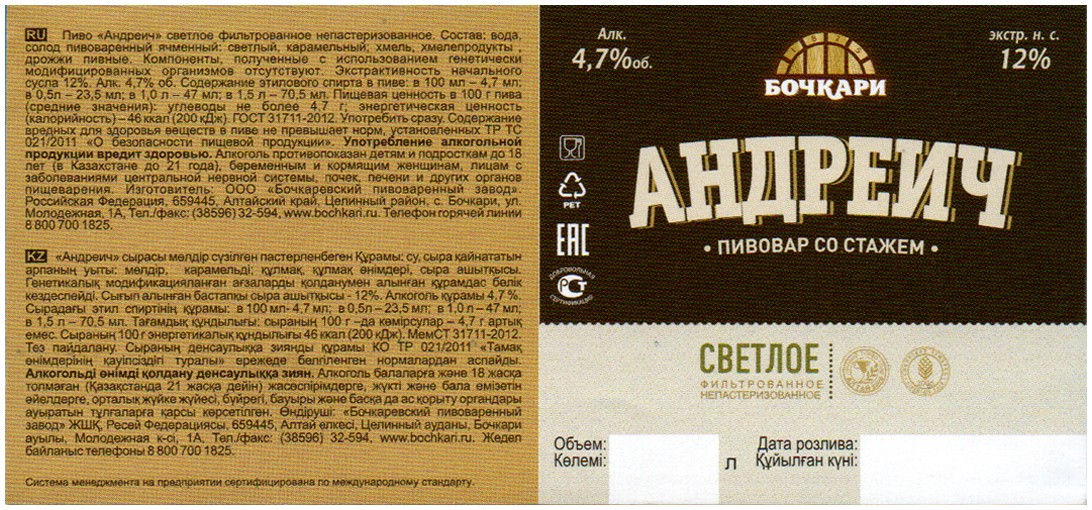 RU Пиво «Андреич» светлое фильтрованное непастеризованное. Состав: вода,
солод пивоваренный ячменный: светлый, карамельный; хмель, хмелепродукты ,
дрожжи пивные. Компоненты, полученные с использованием генетически
модифицированных организмов отсутствуют. Экстрактивность начального
сусла 12%. Алк. 4,7% об. Содержание этилового спирта в пиве: в 100 мл – 4,7 мл;
в 0,5л – 23,5 мл; в 1,0 л – 47 мл; в 1,5 л – 70,5 мл. Пищевая ценность в 100 г пива
(средние значения): углеводы не более 4,7 г; энергетическая ценность
(калорийность) – 46 ккал (200 кДж). ГОСТ 31711-2012. Употребить сразу. Содержание
вредных для здоровья веществ в пиве не превышает норм, установленных ТР ТС
021/2011 «О безопасности пищевой продукции». Употребление алкогольной
продукции вредит здоровью. Алкоголь противопоказан детям и подросткам до 18
лет (в Казахстане до 21 года), беременным и кормящим женщинам, лицам с
заболеваниями центральной нервной системы, почек, печени и других органов
пищеварения. Изготовитель: ООО «Бочкаревский пивоваренный завод».
Российская Федерация, 659445, Алтайский край, Целинный район, с. Бочкари, ул.
Молодежная, 1А, Тел./факс: (38596) 32-594, www.bochkari.ru. Телефон горячей линии
8 800 700 1825.
KZ «Андреич» сырасы мөлдір сүзілген пастерленбеген Құрамы: су, сыра қайнататын
арпаның уыты: мөлдір, карамельді; құлмақ, құлмақ өнімдері, сыра ашытқысы.
Генетикалық модификацияланған ағзаларды қолданумен алынған құрамдас бөлік
кездеспейді. Сығып алынған бастапқы сыра ашытқысы - 12%. Алкоголь құрамы 4,7 %.
Сырадағы этил спиртінің құрамы: в 100 мл- 4,7 мл; в 0,5л – 23,5 мл; в 1,0 л – 47 мл;
в 1,5 л – 70,5 мл. Тағамдық құндылығы: сыраның 100 г –да көмірсулар – 4,7 г артық
емес. Сыраның 100 г энергетикалық құндылығы 46 ккал (200 кДж). МемСТ 31711-2012.
Тез пайдалану. Сыраның денсаулыққа зиянды құрамы КО ТР 021/2011 «Тамақ
өнімдерінің қауіпсіздігі туралы» ережеде белгіленген нормалардан аспайды.
Алкогольді өнімді қолдану денсаулыққа зиян. Алкоголь балаларға және 18 жасқа
толмаған (Қазақстанда 21 жасқа дейін) жасөспірімдерге, жүкті және бала емізетін
әйелдерге, орталық жүйке жүйесі, бүйрегі, бауыры және басқа да ас қорыту органдары
ауыратын тұлғаларға қарсы көрсетілген. Өндіруші: «Бочкаревский пивоваренный
завод» ЖШҚ, Ресей Федерациясы, 659445, Алтай өлкесі, Целинный ауданы, Бочкари
ауылы, Молодежная к-сі, 1А, Тел./факс: (38596) 32-594, www.bochkari.ru. Жедел
байланыс телефоны 8 800 700 1825.
Система менеджмента на предприятии сертифицирована по международному стандарту.
Алк.
4,7% об.
1875
БОЧКАРИ
экстр. н. с.
12%
АНДРЕИЧ
• ПИВОВАР СО СТАЖЕМ •
PET
EAC
ДОБРОВОЛЬНАЯ
СЕРТИФИКАЦИЯ
СВЕТЛОЕ
ФИЛЬТРОВАННОЕ
НЕПАСТЕРИЗОВАННОЕ
Объем:
Көлемі:
л
Дата розлива:
Құйылған күні: